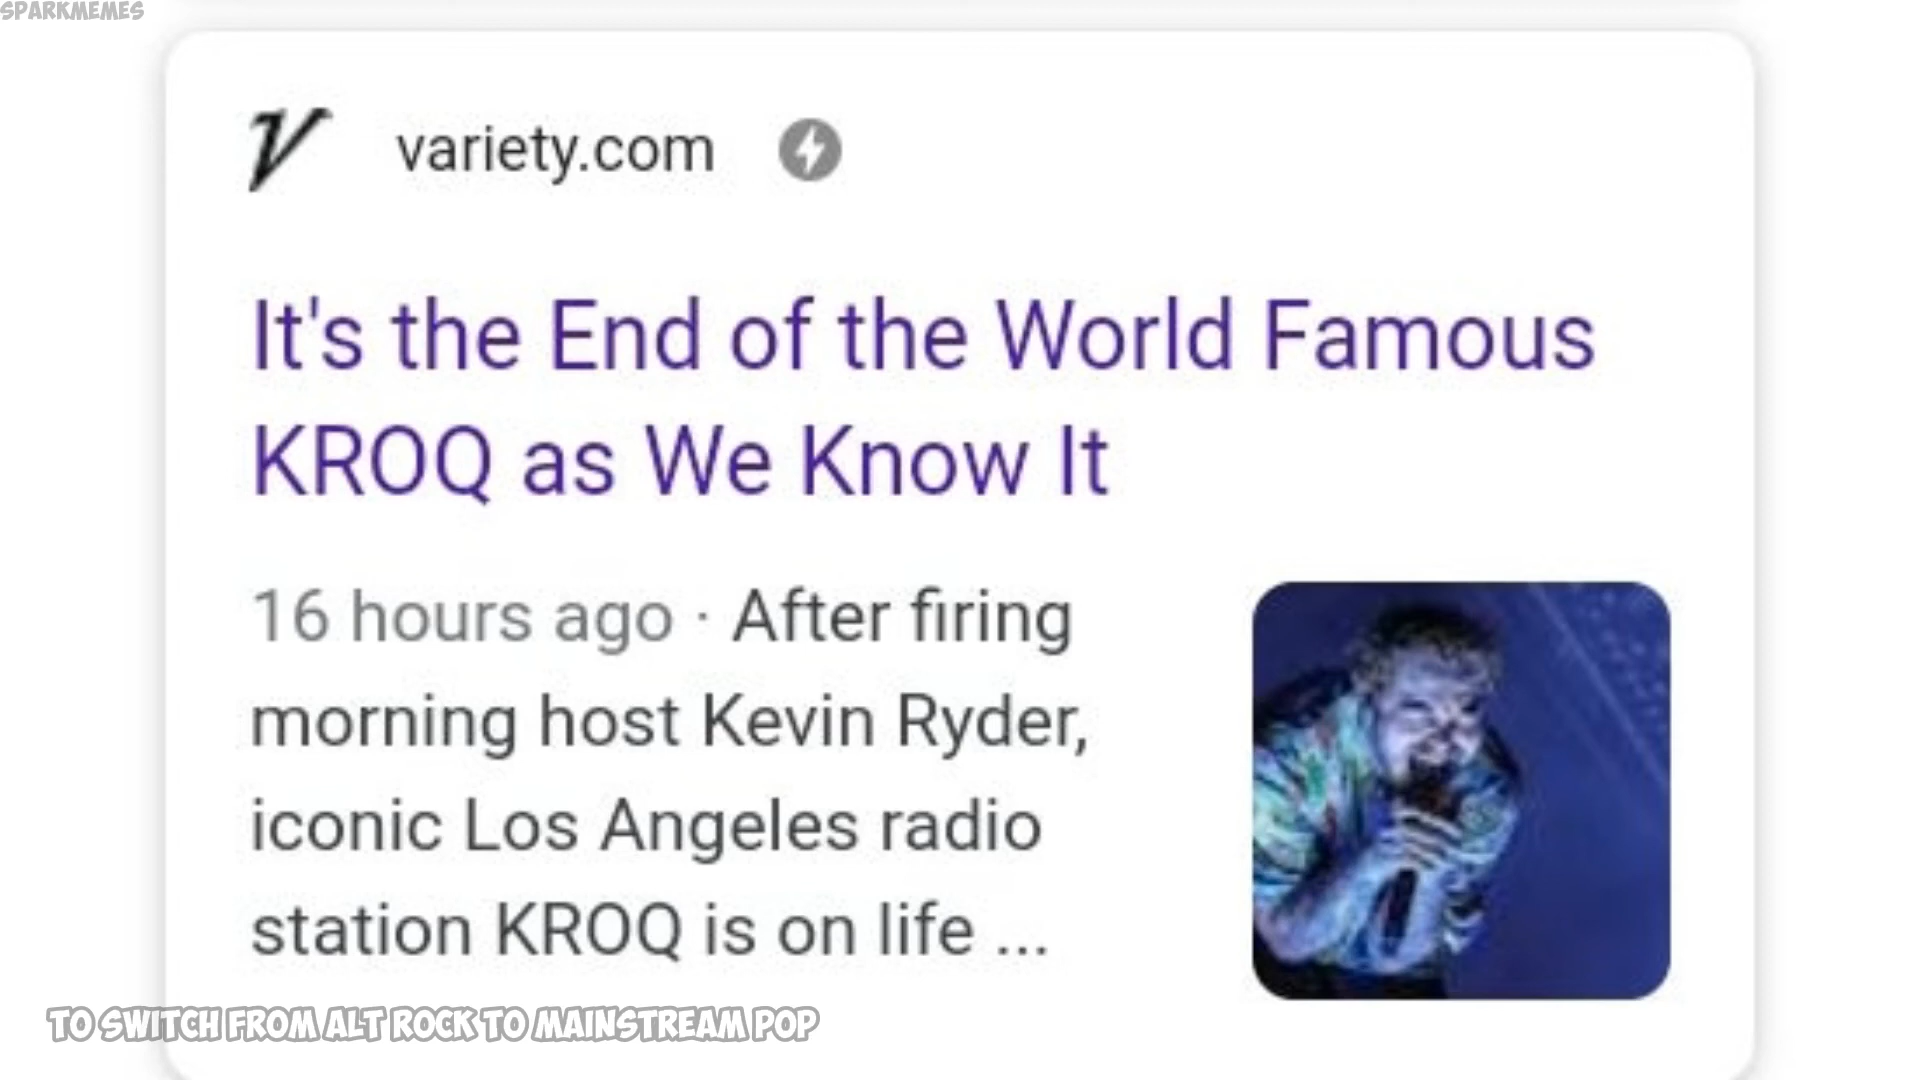 SPARKMEMES
variety.com
It's the End of the World Famous
KROQ as We Know It
16 hours ago · After firing
morning host Kevin Ryder,
iconic Los Angeles radio
station KROQ is on life ...
TO SWITCH FROM ALT ROCK TO MAINSTREAM POP